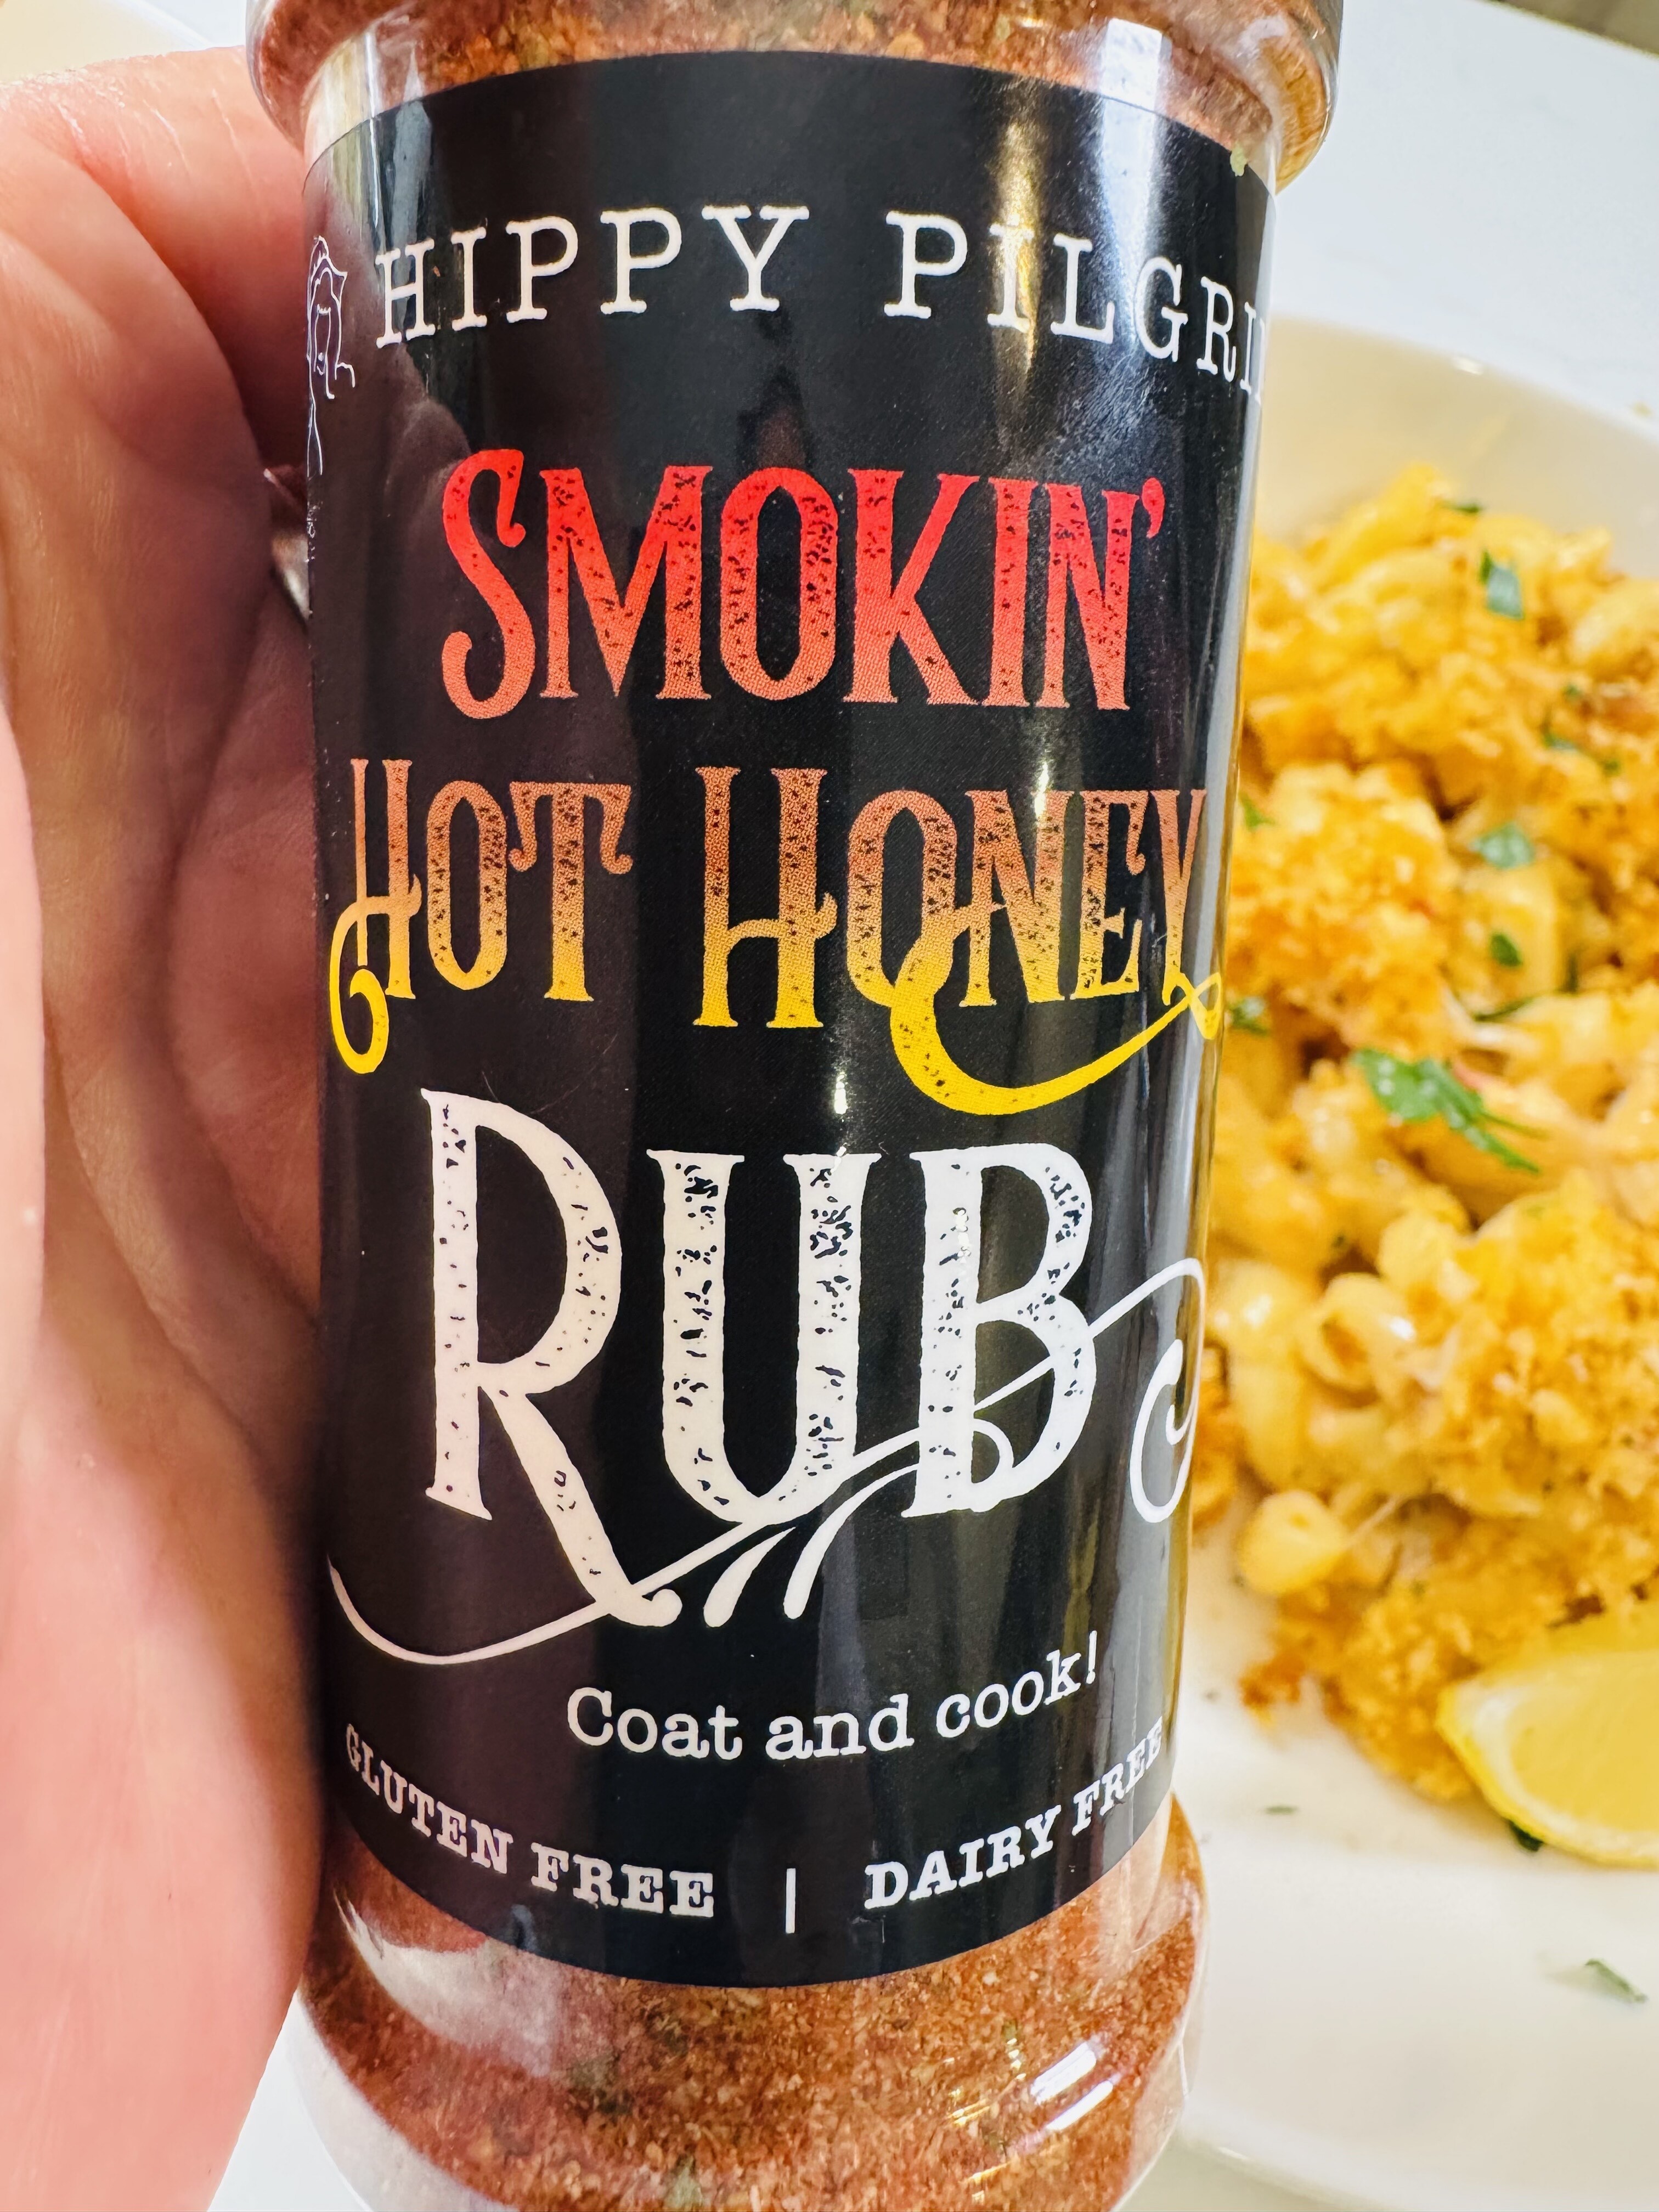 HIPPY PILGRI
SMOKIN'
HOT HONEY
RUB
Coat and cook!
GLUTEN FREE | DAIRY FREE